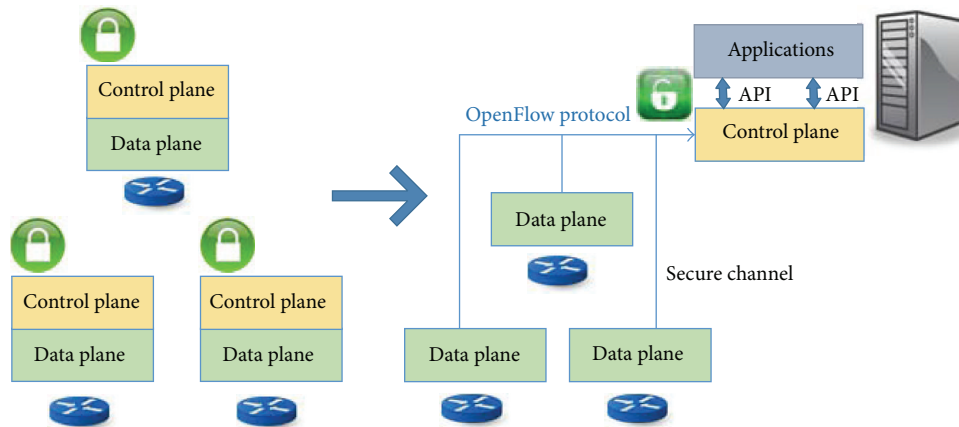 Control plane
Data plane
Control plane
Data plane
Control plane
Data plane
Applications
API
API
Control plane
OpenFlow protocol
Data plane
Secure channel
Data plane
Data plane